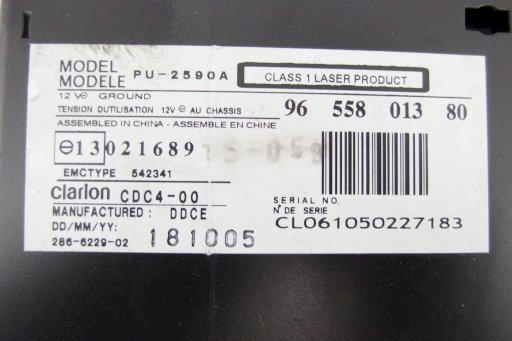 MODEL
MODELE PU-2590A CLASS 1 LASER PRODUCT
12 V⊖ GROUND
TENSION DUTILISATION 12V ⊖ AU CHASSIS 96 558 013 80
ASSEMBLED IN CHINA - ASSEMBLE EN CHINE
e13 021689
EMCTYPE 542341
clarion CDC4-00
MANUFACTURED: DDCE
DD/MM/YY:
286-6229-02 181005
SERIAL NO.
N° DE SERIE
CL061050227183